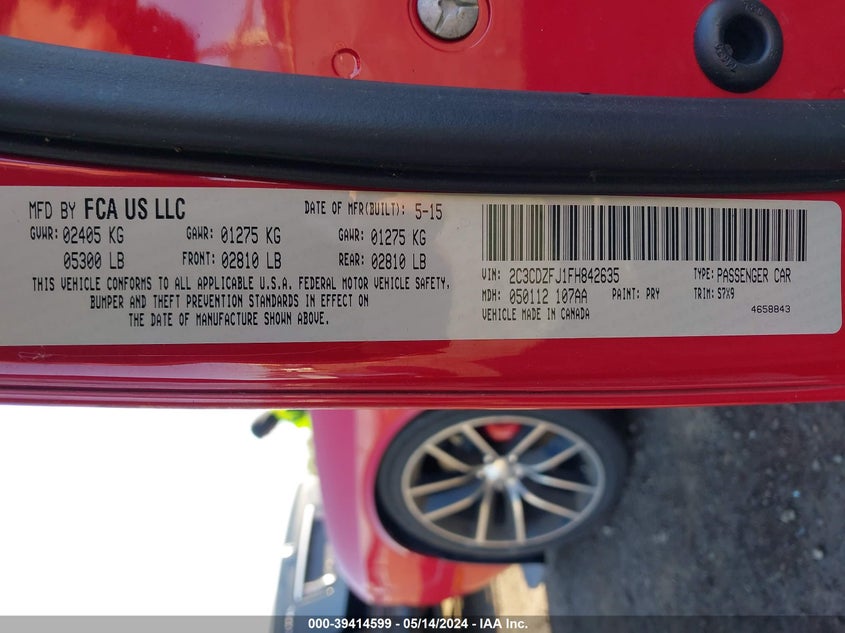 MFD BY FCA US LLC
DATE OF MFR(BUILT): 5-15
GVWR: 02405 KG GAWR: 01275 KG GAWR: 01275 KG
05300 LB FRONT: 02810 LB REAR: 02810 LB
THIS VEHICLE CONFORMS TO ALL APPLICABLE U.S.A. FEDERAL MOTOR VEHICLE SAFETY,
BUMPER AND THEFT PREVENTION STANDARDS IN EFFECT ON
THE DATE OF MANUFACTURE SHOWN ABOVE.
VIN: 2C3CDZFJ1FH842635 TYPE: PASSENGER CAR
MDH: 050112 107AA PAINT: PRY TRIM: S7X9
VEHICLE MADE IN CANADA 4658843
000-39414599 - 05/14/2024 - IAA Inc.